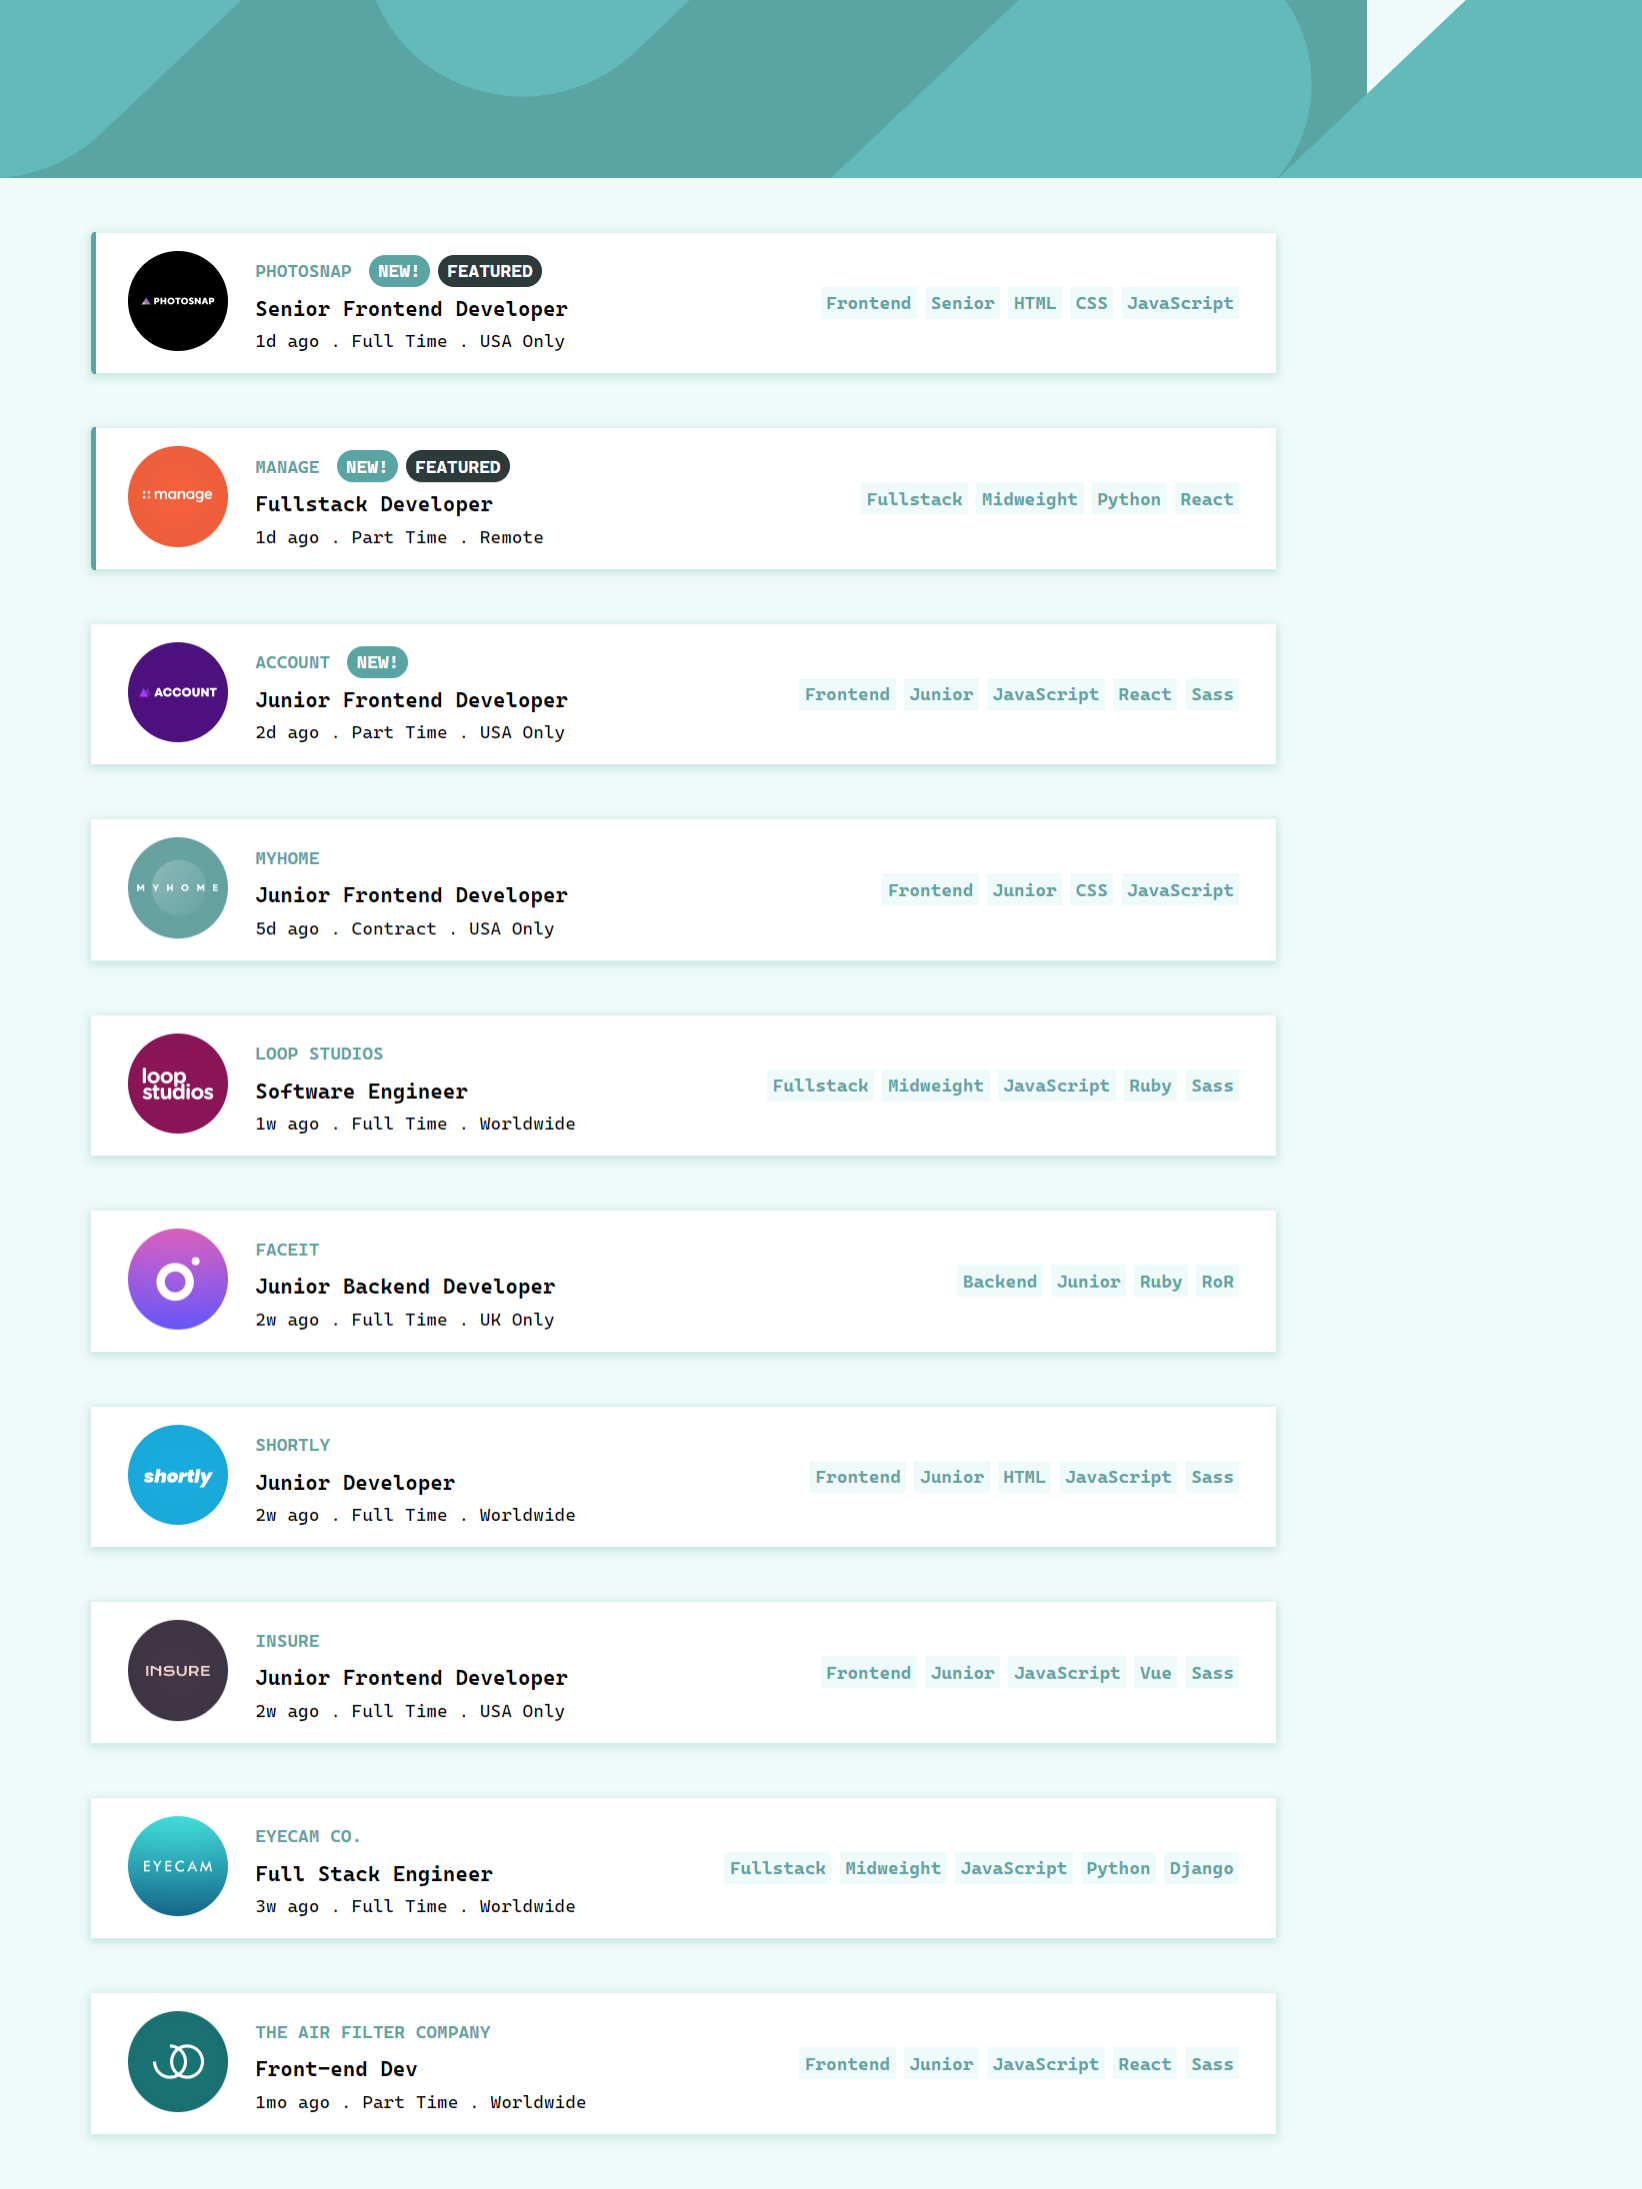 PHOTOSNAP
PHOTOSNAP NEW! FEATURED
Senior Frontend Developer
1d ago . Full Time . USA Only
Frontend Senior HTML CSS JavaScript
manage
MANAGE NEW! FEATURED
Fullstack Developer
1d ago . Part Time . Remote
Fullstack Midweight Python React
ACCOUNT
ACCOUNT NEW!
Junior Frontend Developer
2d ago . Part Time . USA Only
Frontend Junior JavaScript React Sass
MYHOME
MYHOME
Junior Frontend Developer
5d ago . Contract . USA Only
Frontend Junior CSS JavaScript
loop
studios
LOOP STUDIOS
Software Engineer
1w ago . Full Time . Worldwide
Fullstack Midweight JavaScript Ruby Sass
FACEIT
Junior Backend Developer
2w ago . Full Time . UK Only
Backend Junior Ruby RoR
shortly
SHORTLY
Junior Developer
2w ago . Full Time . Worldwide
Frontend Junior HTML JavaScript Sass
INSURE
INSURE
Junior Frontend Developer
2w ago . Full Time . USA Only
Frontend Junior JavaScript Vue Sass
EYECAM
EYECAM CO.
Full Stack Engineer
3w ago . Full Time . Worldwide
Fullstack Midweight JavaScript Python Django
THE AIR FILTER COMPANY
Front-end Dev
1mo ago . Part Time . Worldwide
Frontend Junior JavaScript React Sass